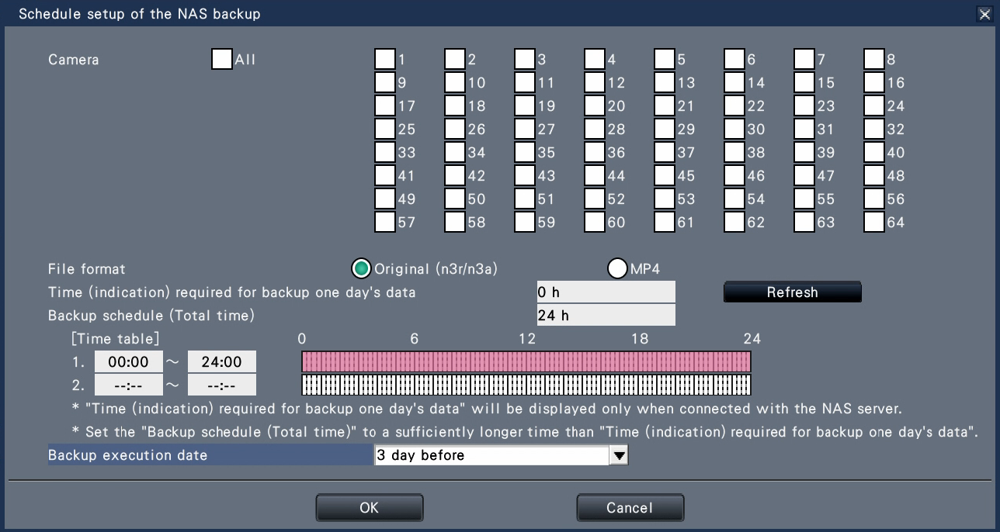 Schedule setup of the NAS backup
Camera All 1 2 3 4 5 6 7 8
9 10 11 12 13 14 15 16
17 18 19 20 21 22 23 24
25 26 27 28 29 30 31 32
33 34 35 36 37 38 39 40
41 42 43 44 45 46 47 48
49 50 51 52 53 54 55 56
57 58 59 60 61 62 63 64
File format Original (n3r/n3a) MP4
Time (indication) required for backup one day's data 0 h Refresh
Backup schedule (Total time) 24 h
[Time table] 0 6 12 18 24
1. 00:00 ～ 24:00
2. --:-- ～ --:--
* "Time (indication) required for backup one day's data" will be displayed only when connected with the NAS server.
* Set the "Backup schedule (Total time)" to a sufficiently longer time than "Time (indication) required for backup one day's data".
Backup execution date 3 day before
OK Cancel